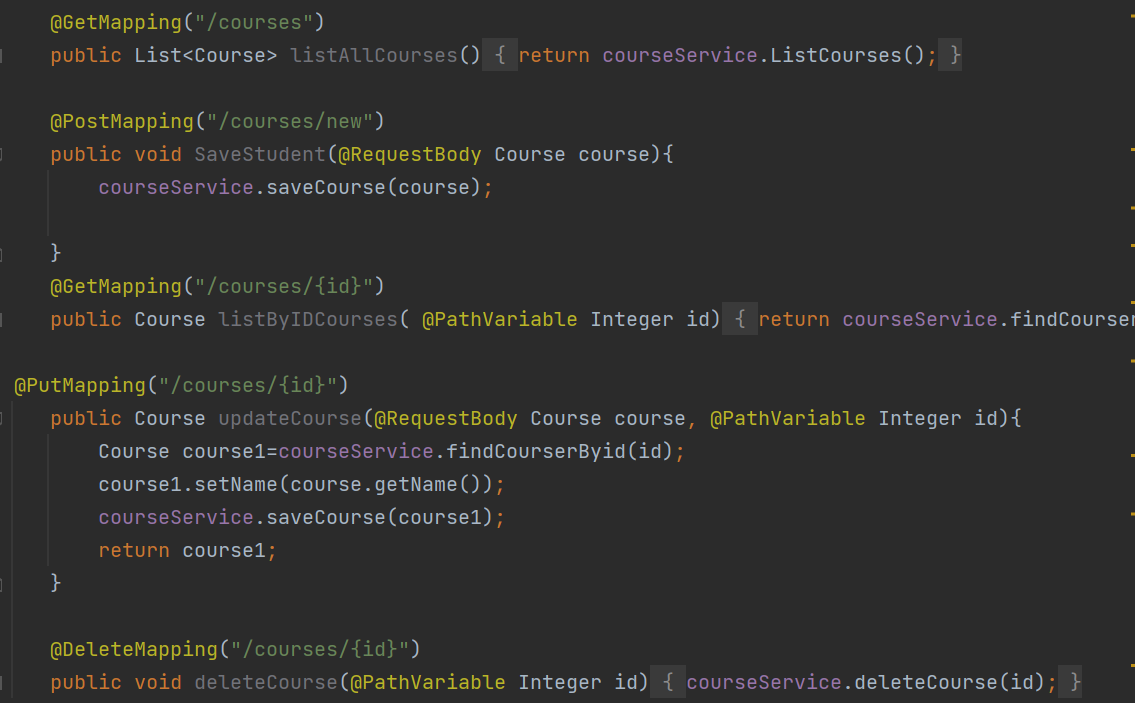 @GetMapping("/courses")
public List<Course> listAllCourses() { return courseService.ListCourses(); }
@PostMapping("/courses/new")
public void SaveStudent(@RequestBody Course course){
courseService.saveCourse(course);
}
@GetMapping("/courses/{id}")
public Course listByIDCourses( @PathVariable Integer id) { return courseService.findCourser
@PutMapping("/courses/{id}")
public Course updateCourse(@RequestBody Course course, @PathVariable Integer id){
Course course1=courseService.findCourserByid(id);
course1.setName(course.getName());
courseService.saveCourse(course1);
return course1;
}
@DeleteMapping("/courses/{id}")
public void deleteCourse(@PathVariable Integer id) { courseService.deleteCourse(id); }